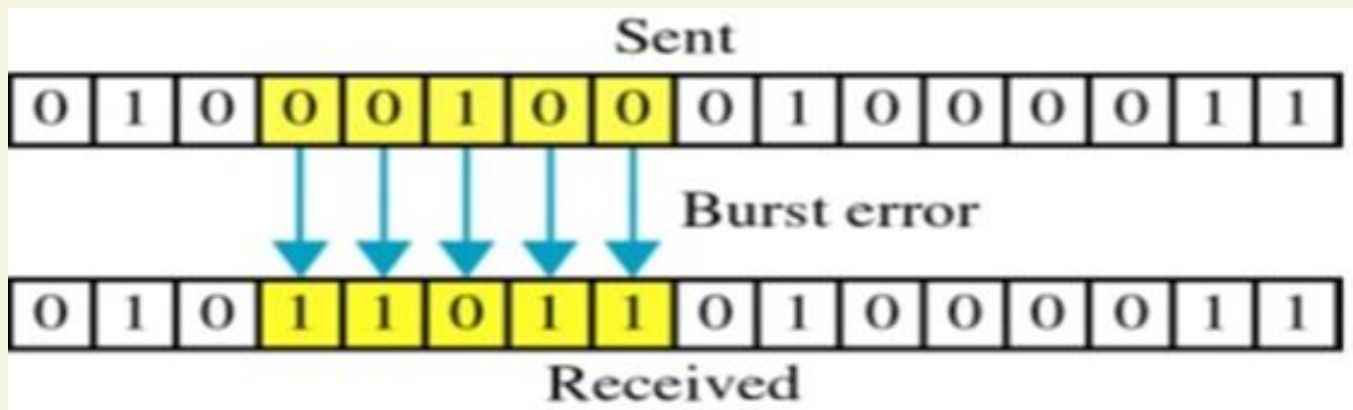 Sent
0 1 0 0 0 1 0 0 0 1 0 0 0 0 1 1
Burst error
0 1 0 1 1 0 1 1 0 1 0 0 0 0 1 1
Received